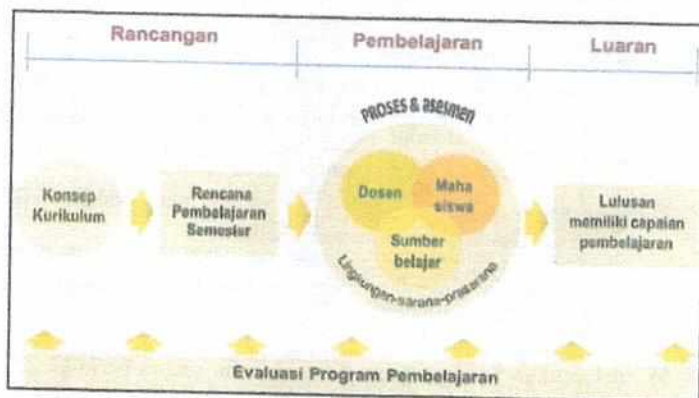 Rancangan
Pembelajaran
Luaran
PROSES & asesmen
Konsep
Kurikulum
Rencana
Pembelajaran
Semester
Dosen
Maha
siswa
Sumber
belajar
Lingkungan-sarana-prasarana
Lulusan
memiliki capaian
pembelajaran
Evaluasi Program Pembelajaran